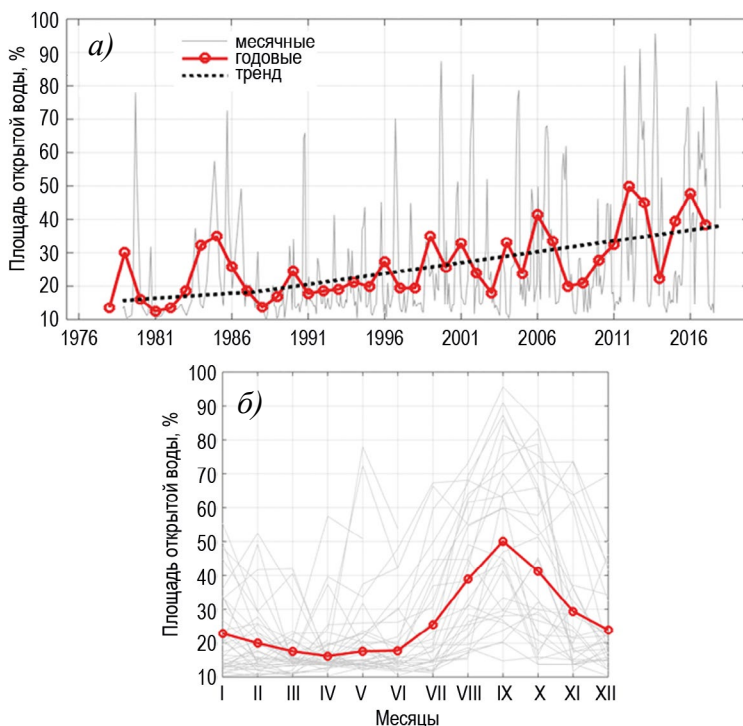 а)
месячные
годовые
тренд
Площадь открытой воды, %
100
90
80
70
60
50
40
30
20
10
1976 1981 1986 1991 1996 2001 2006 2011 2016
б)
Площадь открытой воды, %
100
90
80
70
60
50
40
30
20
10
I II III IV V VI VII VIII IX X XI XII
Месяцы